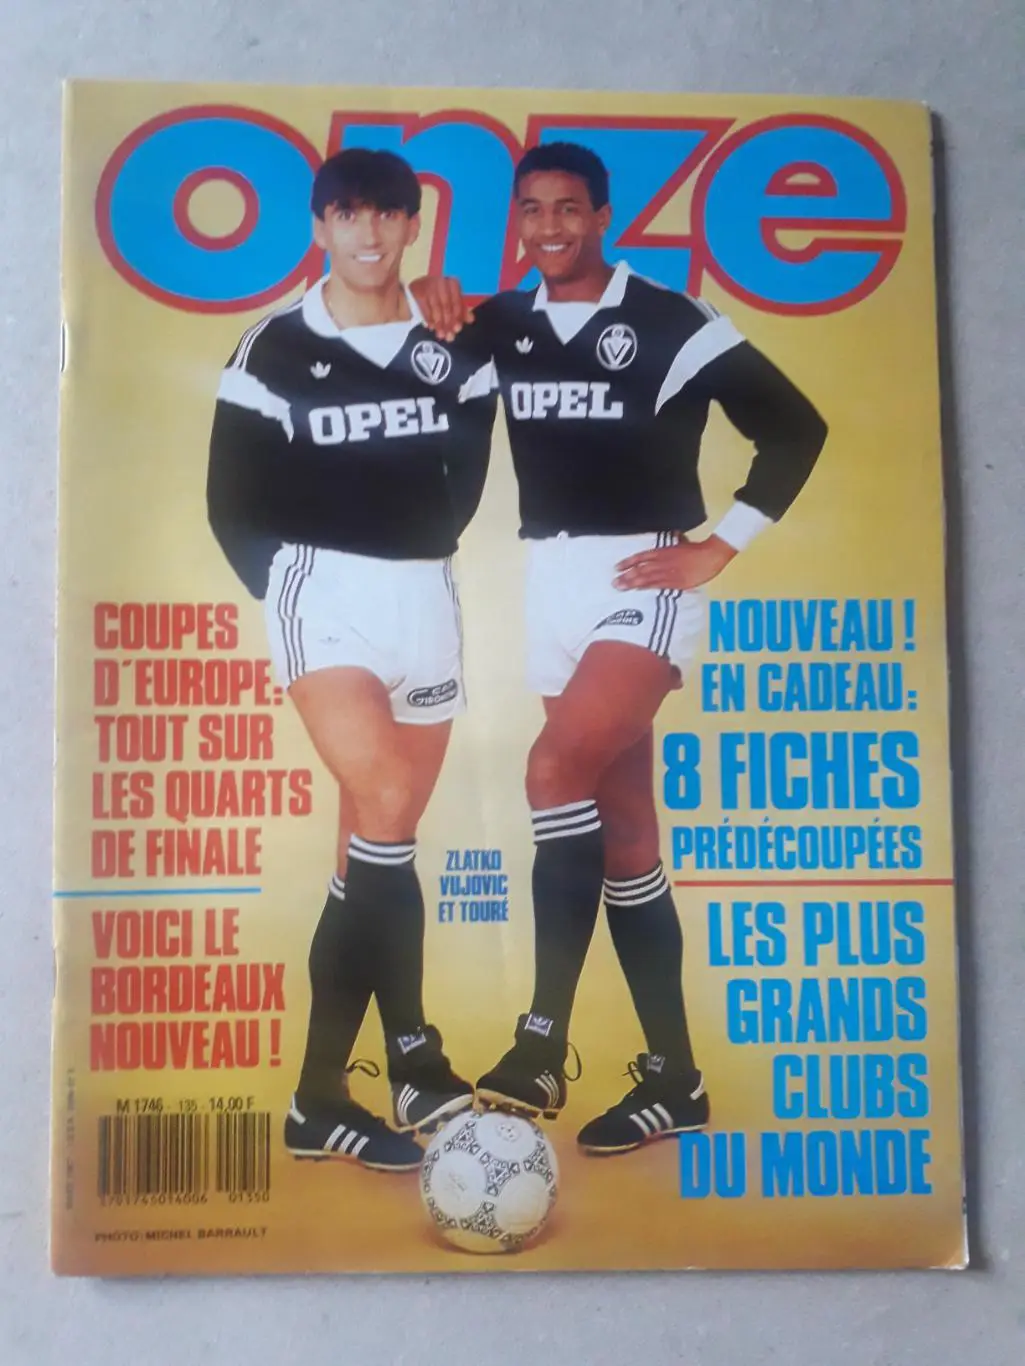 onze
OPEL
OPEL
COUPES
D'EUROPE:
TOUT SUR
LES QUARTS
DE FINALE
VOICI LE
BORDEAUX
NOUVEAU !
ZLATKO
VUJOVIC
ET TOURÉ
NOUVEAU !
EN CADEAU :
8 FICHES
PRÉDÉCOUPÉES
LES PLUS
GRANDS
CLUBS
DU MONDE
M 1746 - 135 - 14,00 F
3791746014006 01350
PHOTO: MICHEL BARRAULT